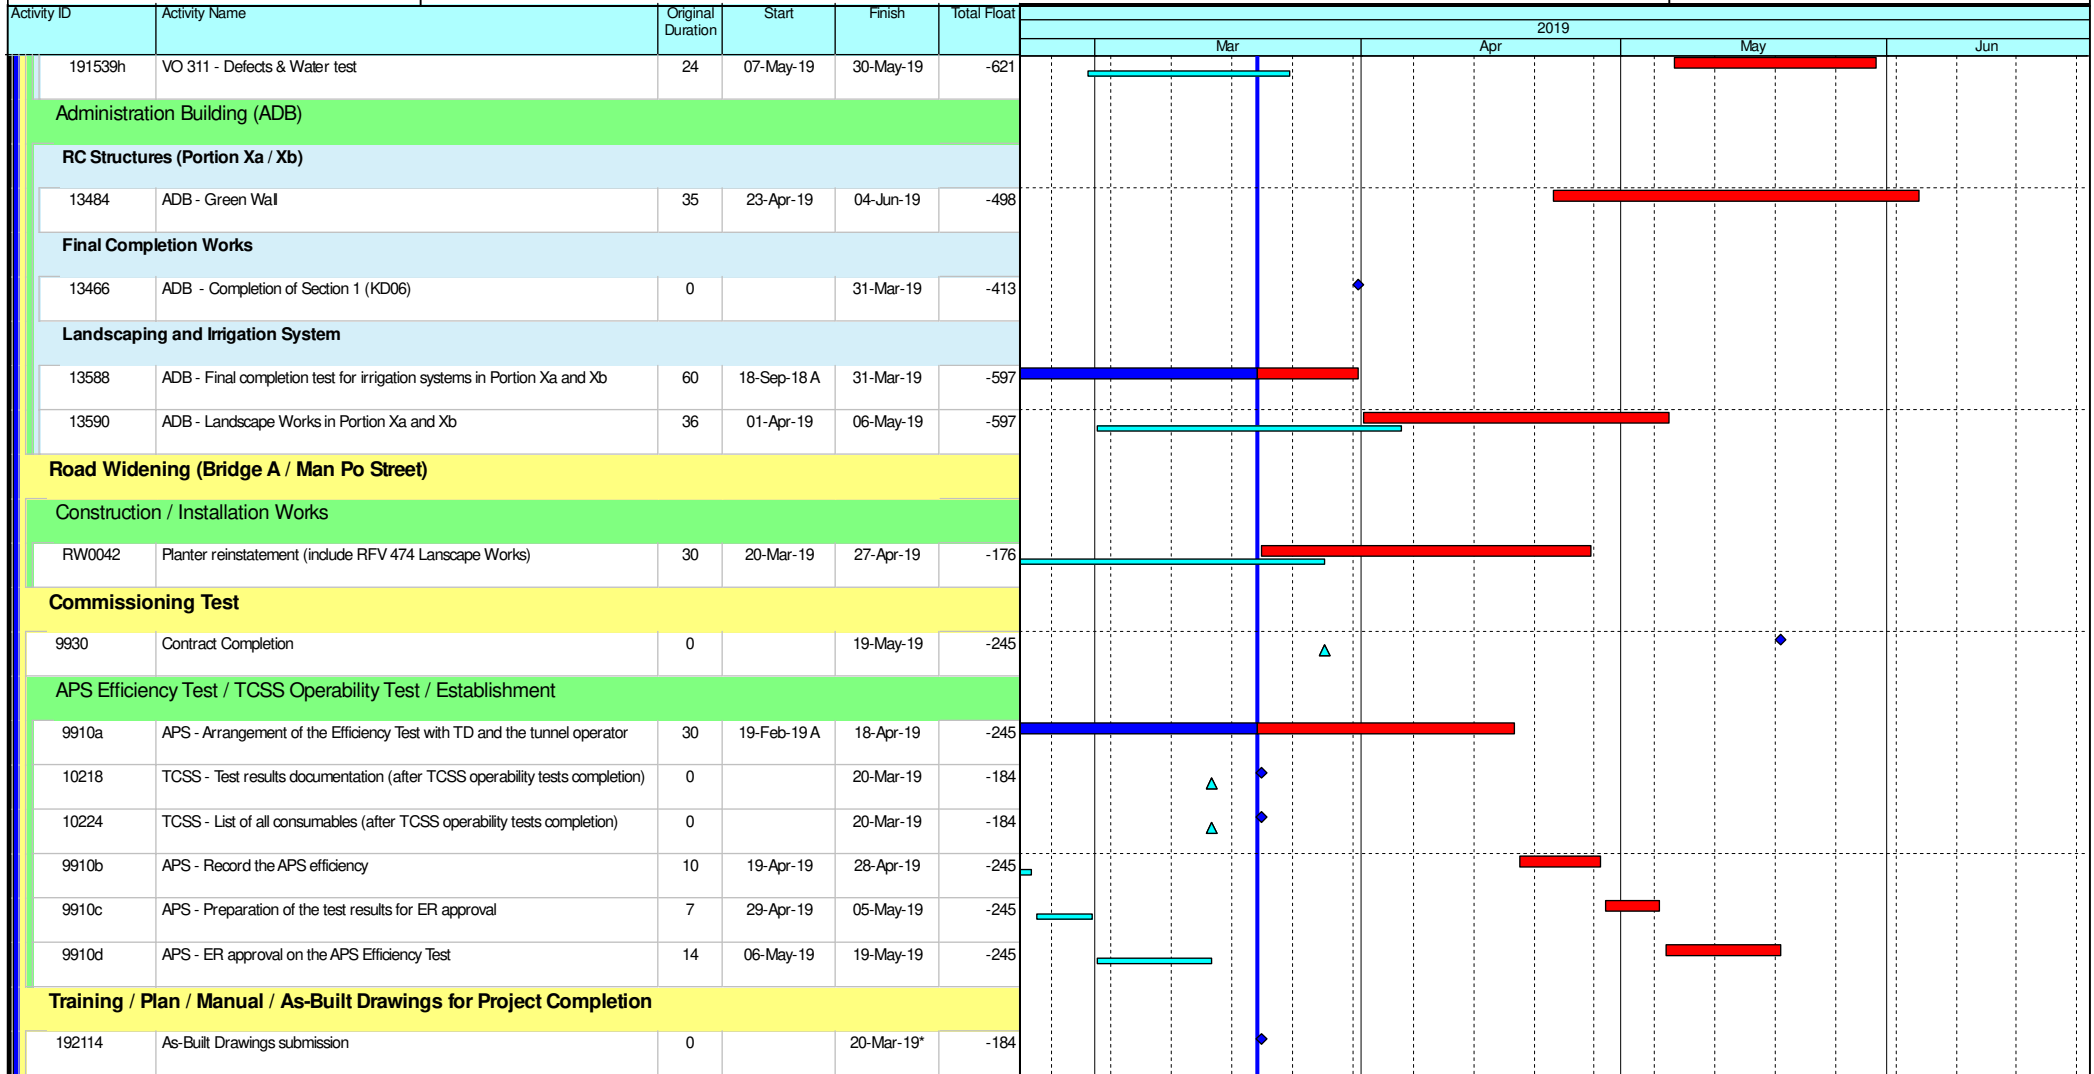 Activity ID Activity Name Original Duration Start Finish Total Float
2019
Mar Apr May Jun
191539h VO 311 - Defects & Water test 24 07-May-19 30-May-19 -621
Administration Building (ADB)
RC Structures (Portion Xa / Xb)
13484 ADB - Green Wall 35 23-Apr-19 04-Jun-19 -498
Final Completion Works
13466 ADB - Completion of Section 1 (KD06) 0 31-Mar-19 -413
Landscaping and Irrigation System
13588 ADB - Final completion test for irrigation systems in Portion Xa and Xb 60 18-Sep-18 A 31-Mar-19 -597
13590 ADB - Landscape Works in Portion Xa and Xb 36 01-Apr-19 06-May-19 -597
Road Widening (Bridge A / Man Po Street)
Construction / Installation Works
RW0042 Planter reinstatement (include RFV 474 Lanscape Works) 30 20-Mar-19 27-Apr-19 -176
Commissioning Test
9930 Contract Completion 0 19-May-19 -245
APS Efficiency Test / TCSS Operability Test / Establishment
9910a APS - Arrangement of the Efficiency Test with TD and the tunnel operator 30 19-Feb-19 A 18-Apr-19 -245
10218 TCSS - Test results documentation (after TCSS operability tests completion) 0 20-Mar-19 -184
10224 TCSS - List of all consumables (after TCSS operability tests completion) 0 20-Mar-19 -184
9910b APS - Record the APS efficiency 10 19-Apr-19 28-Apr-19 -245
9910c APS - Preparation of the test results for ER approval 7 29-Apr-19 05-May-19 -245
9910d APS - ER approval on the APS Efficiency Test 14 06-May-19 19-May-19 -245
Training / Plan / Manual / As-Built Drawings for Project Completion
192114 As-Built Drawings submission 0 20-Mar-19* -184